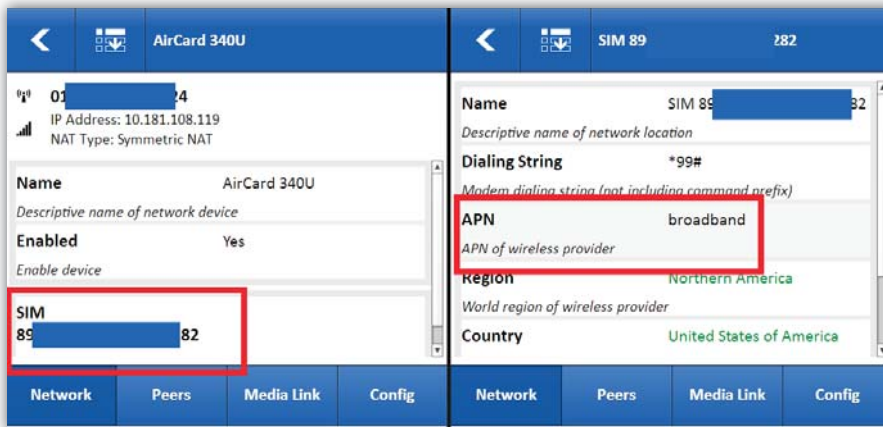 AirCard 340U
01 24
IP Address: 10.181.108.119
NAT Type: Symmetric NAT
Name AirCard 340U
Descriptive name of network device
Enabled Yes
Enable device
SIM
89 82
Network Peers Media Link Config
SIM 89 282
Name SIM 89 82
Descriptive name of network location
Dialing String *99#
Modem dialing string (not including command prefix)
APN broadband
APN of wireless provider
Region Northern America
World region of wireless provider
Country United States of America
Network Peers Media Link Config